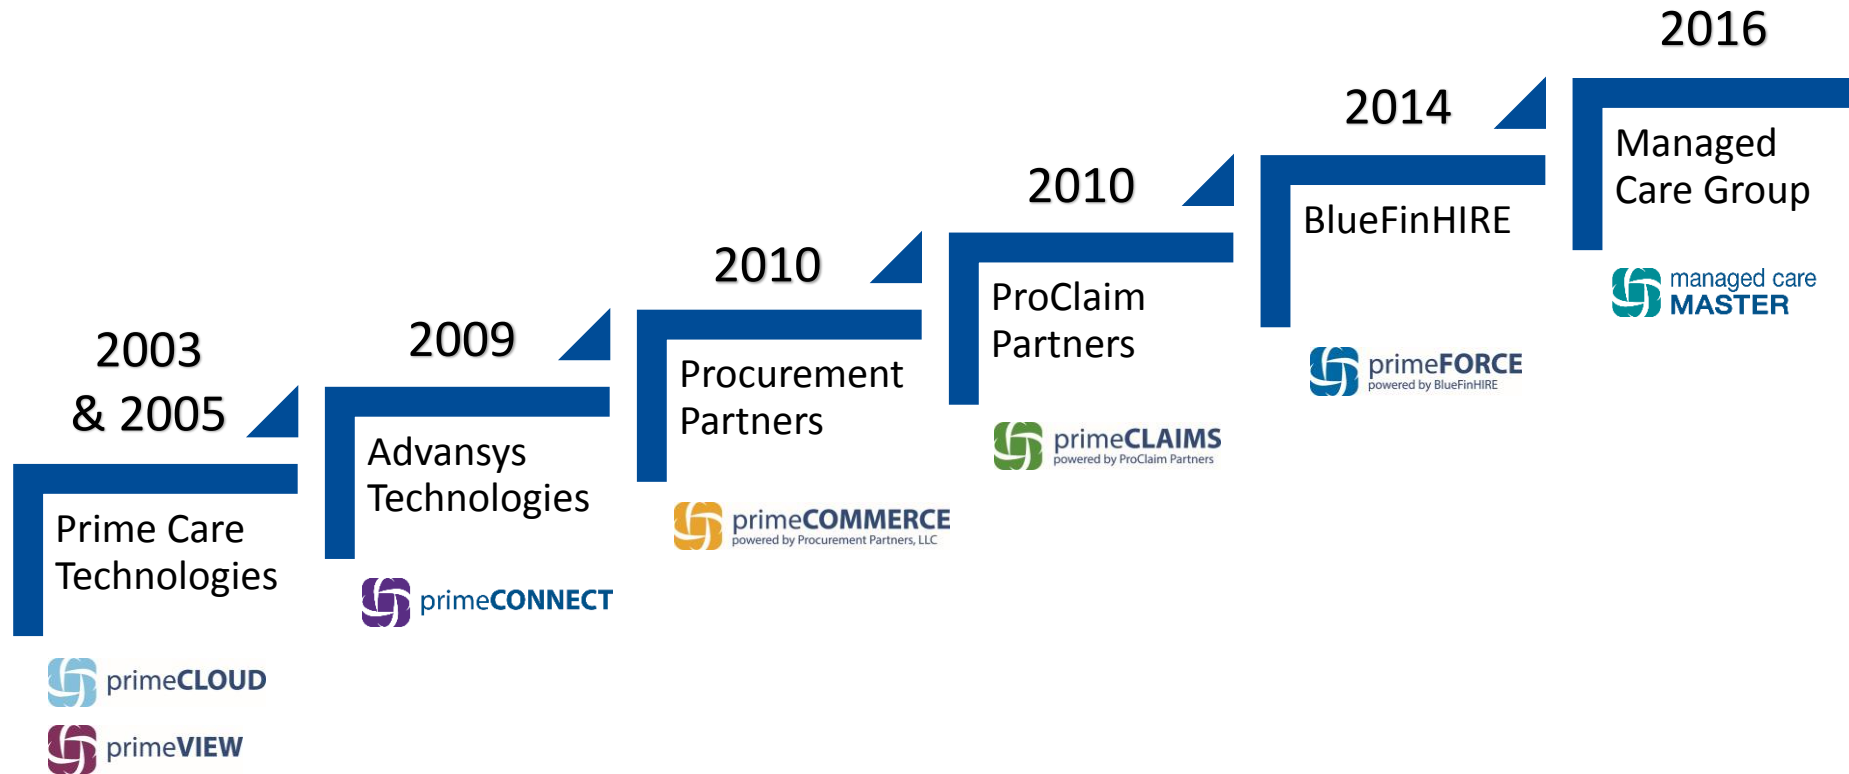 2003
& 2005
Prime Care
Technologies
primeCLOUD
primeVIEW
2009
Advansys
Technologies
primeCONNECT
2010
Procurement
Partners
primeCOMMERCE
powered by Procurement Partners, LLC
2010
ProClaim
Partners
primeCLAIMS
powered by ProClaim Partners
2014
BlueFinHIRE
primeFORCE
powered by BlueFinHIRE
2016
Managed
Care Group
managed care
MASTER